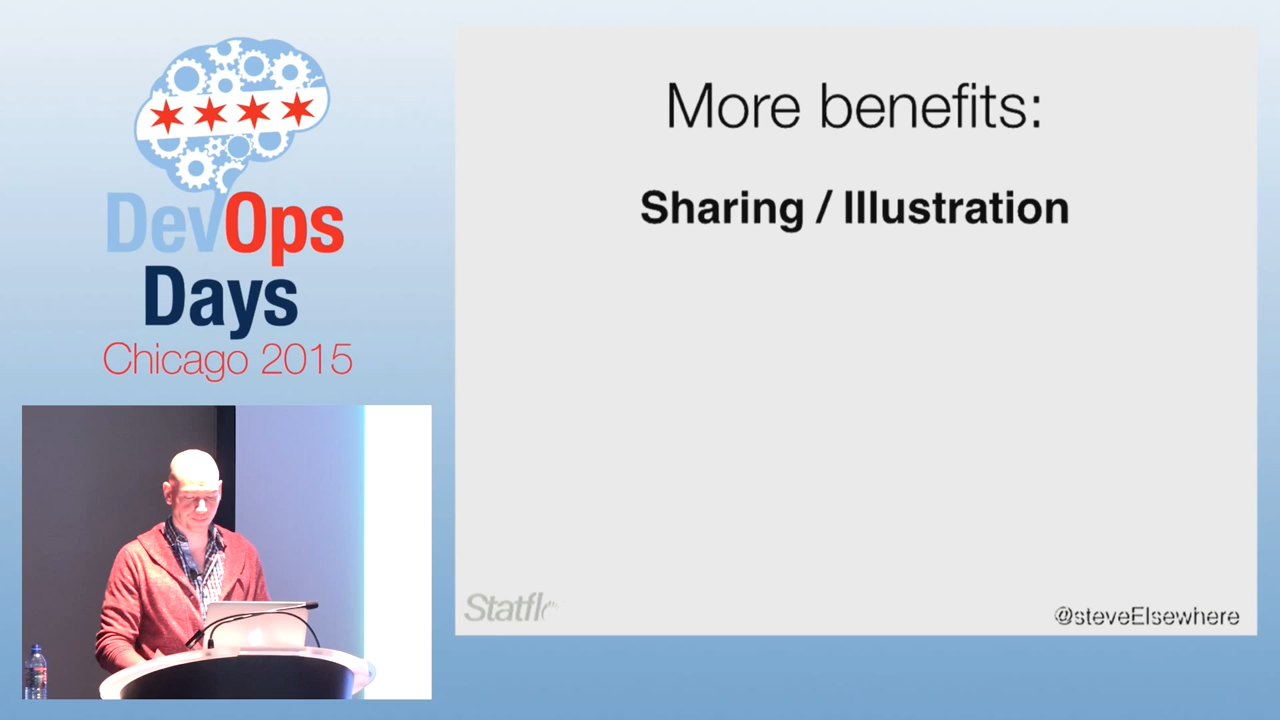 DevOps
Days
Chicago 2015
More benefits:
Sharing / Illustration
@steveElsewhere